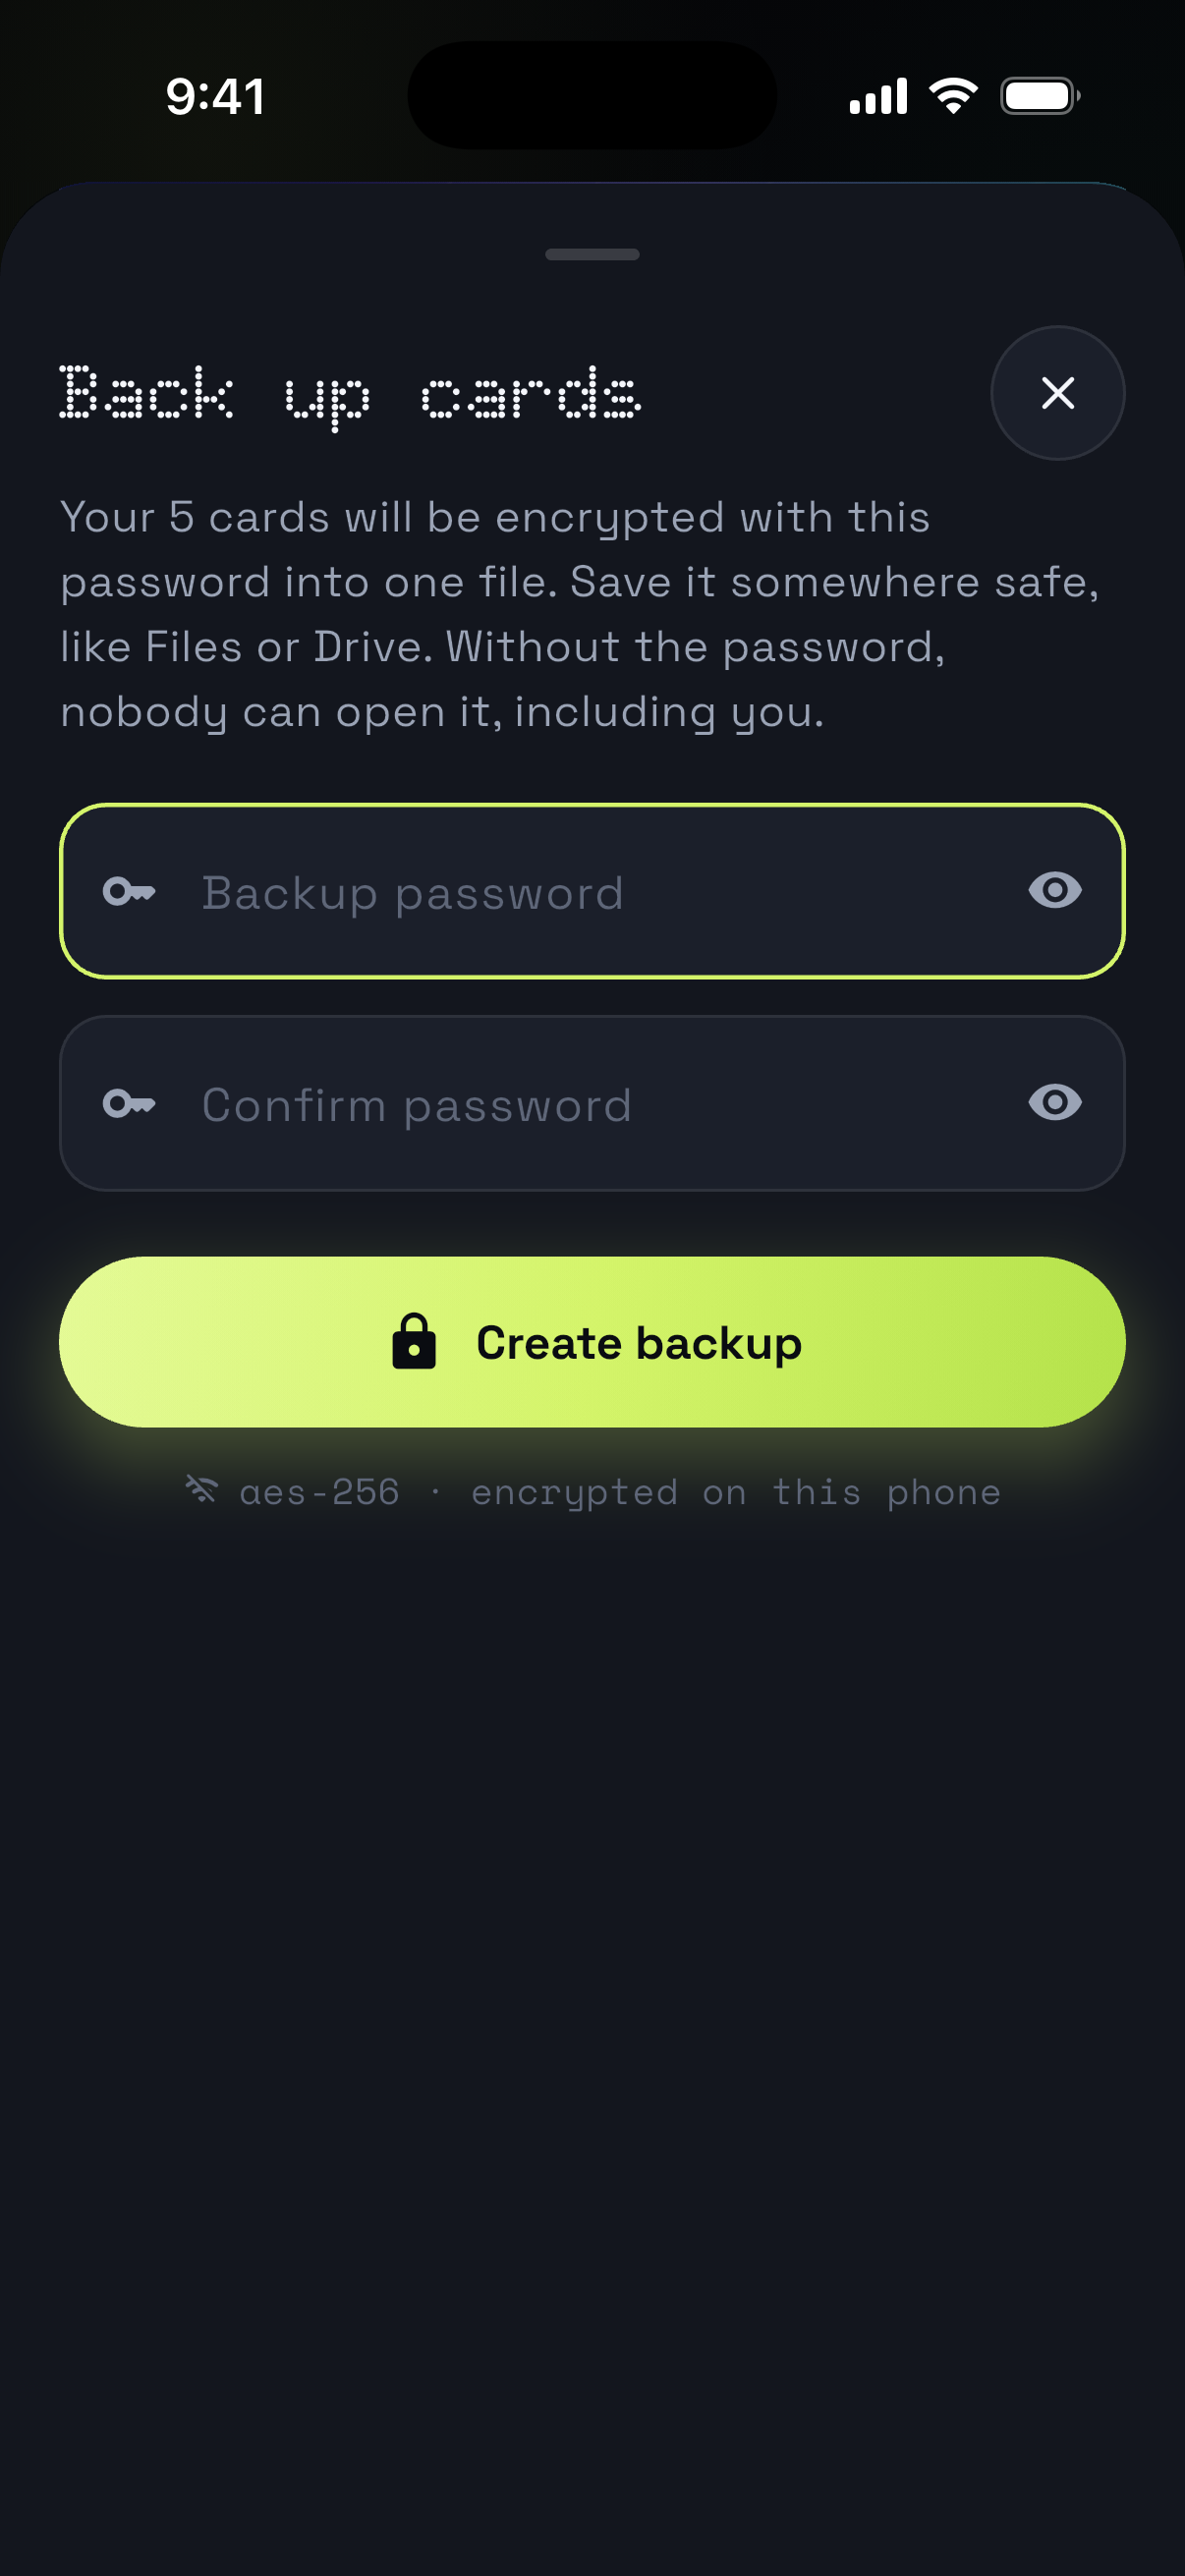 9:41
Back up cards
Your 5 cards will be encrypted with this
password into one file. Save it somewhere safe,
like Files or Drive. Without the password,
nobody can open it, including you.
Backup password
Confirm password
Create backup
aes-256 · encrypted on this phone